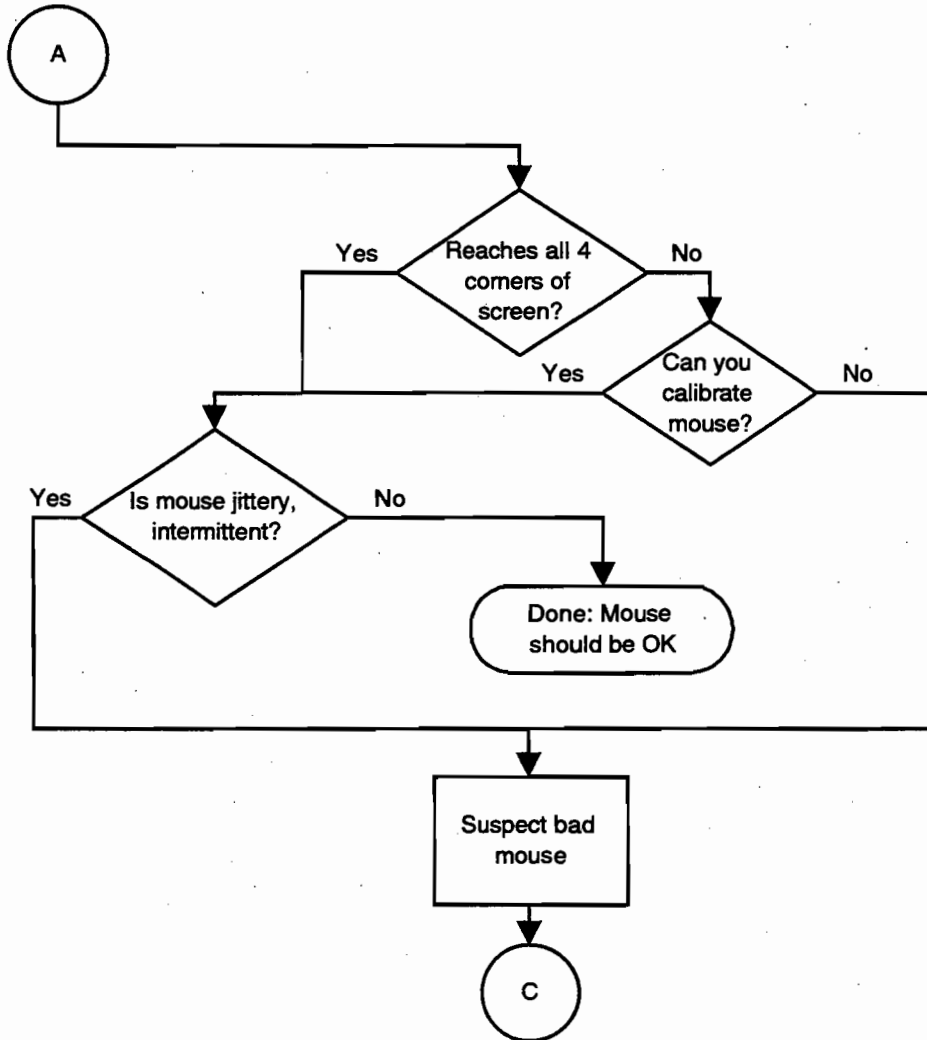 A
Yes
Reaches all 4
corners of
screen?
No
Yes
Can you
calibrate
mouse?
No
Yes
Is mouse jittery,
intermittent?
No
Done: Mouse
should be OK
Suspect bad
mouse
C